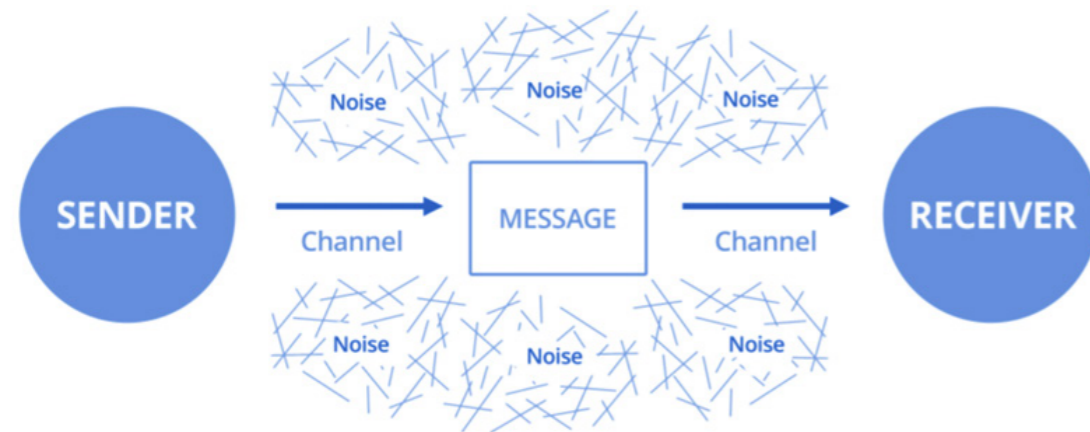 Noise
Noise
Noise
SENDER
MESSAGE
RECEIVER
Channel
Channel
Noise
Noise
Noise